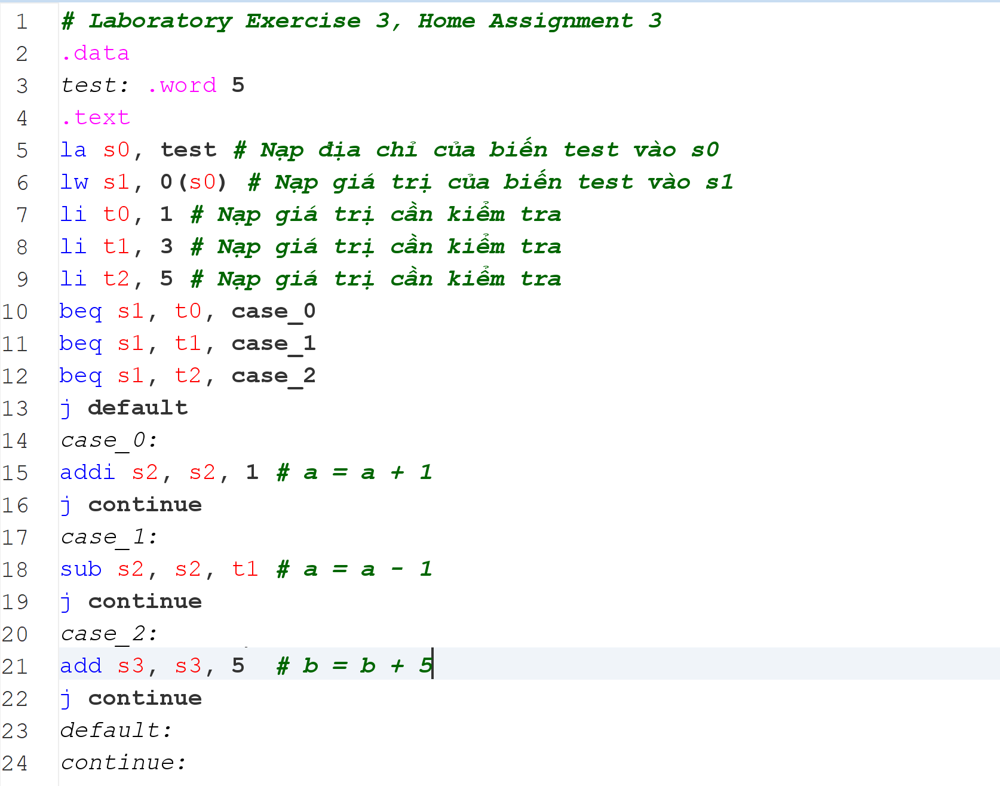 1 # Laboratory Exercise 3, Home Assignment 3
2 .data
3 test: .word 5
4 .text
5 la s0, test # Nạp địa chỉ của biến test vào s0
6 lw s1, 0(s0) # Nạp giá trị của biến test vào s1
7 li t0, 1 # Nạp giá trị cần kiểm tra
8 li t1, 3 # Nạp giá trị cần kiểm tra
9 li t2, 5 # Nạp giá trị cần kiểm tra
10 beq s1, t0, case_0
11 beq s1, t1, case_1
12 beq s1, t2, case_2
13 j default
14 case_0:
15 addi s2, s2, 1 # a = a + 1
16 j continue
17 case_1:
18 sub s2, s2, t1 # a = a - 1
19 j continue
20 case_2:
21 add s3, s3, 5  # b = b + 5
22 j continue
23 default:
24 continue: